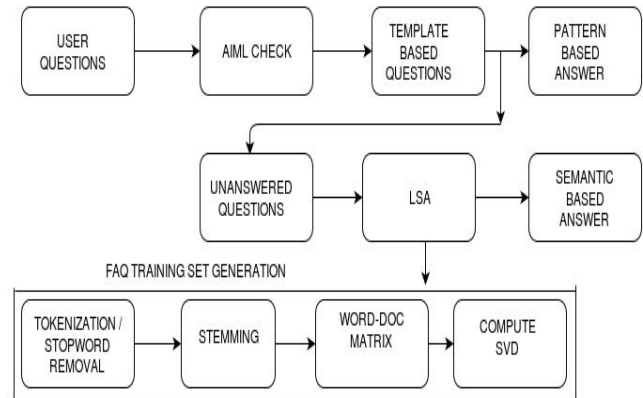 USER
QUESTIONS
AIML CHECK
TEMPLATE
BASED
QUESTIONS
PATTERN
BASED
ANSWER
UNANSWERED
QUESTIONS
LSA
SEMANTIC
BASED
ANSWER
FAQ TRAINING SET GENERATION
TOKENIZATION /
STOPWORD
REMOVAL
STEMMING
WORD-DOC
MATRIX
COMPUTE
SVD